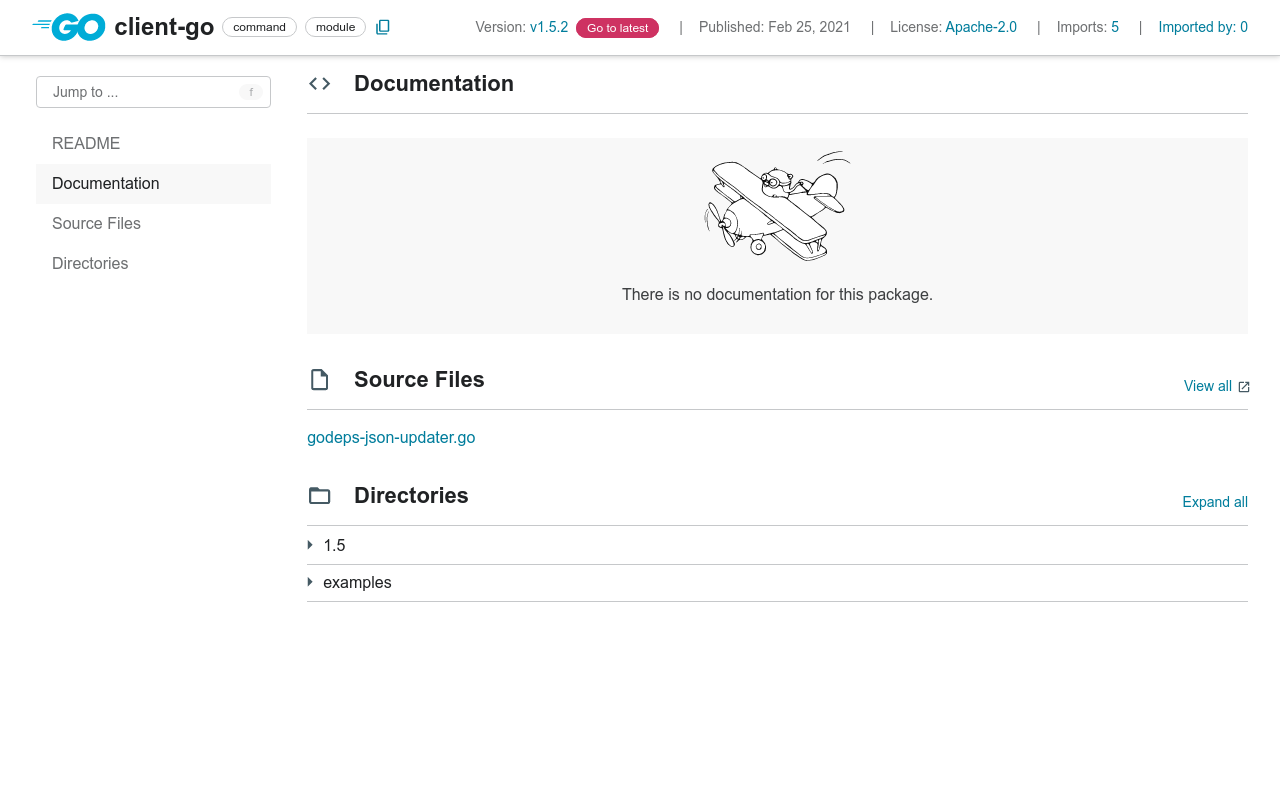 GO client-go command module Version: v1.5.2 Go to latest | Published: Feb 25, 2021 | License: Apache-2.0 | Imports: 5 | Imported by: 0
Jump to ... f
README
Documentation
Source Files
Directories
Documentation
There is no documentation for this package.
Source Files View all
godeps-json-updater.go
Directories Expand all
1.5
examples